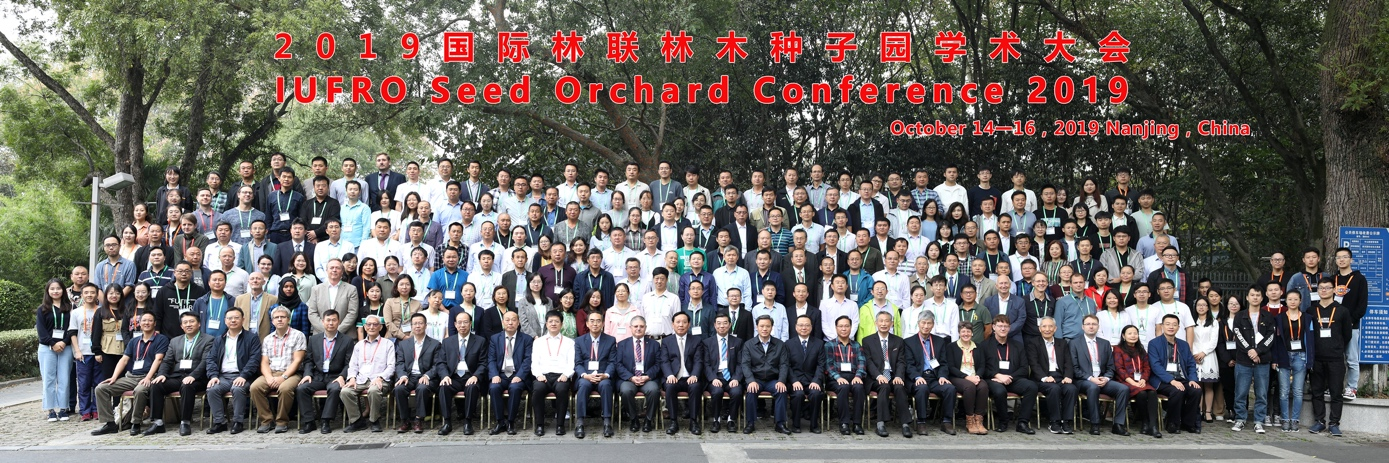 2019国际林联林木种子园学术大会
IUFRO Seed Orchard Conference 2019
October 14—16 , 2019 Nanjing , China